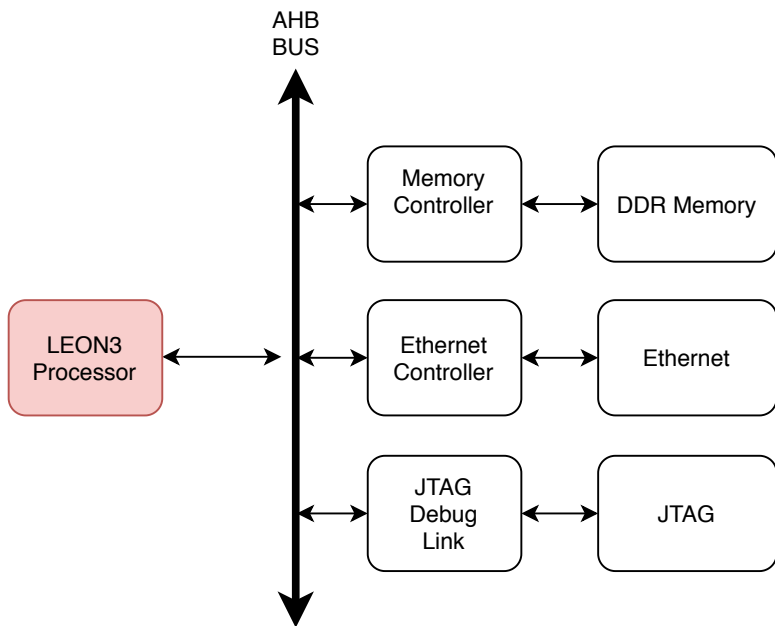 AHB
BUS
Memory
Controller
DDR Memory
LEON3
Processor
Ethernet
Controller
Ethernet
JTAG
Debug
Link
JTAG